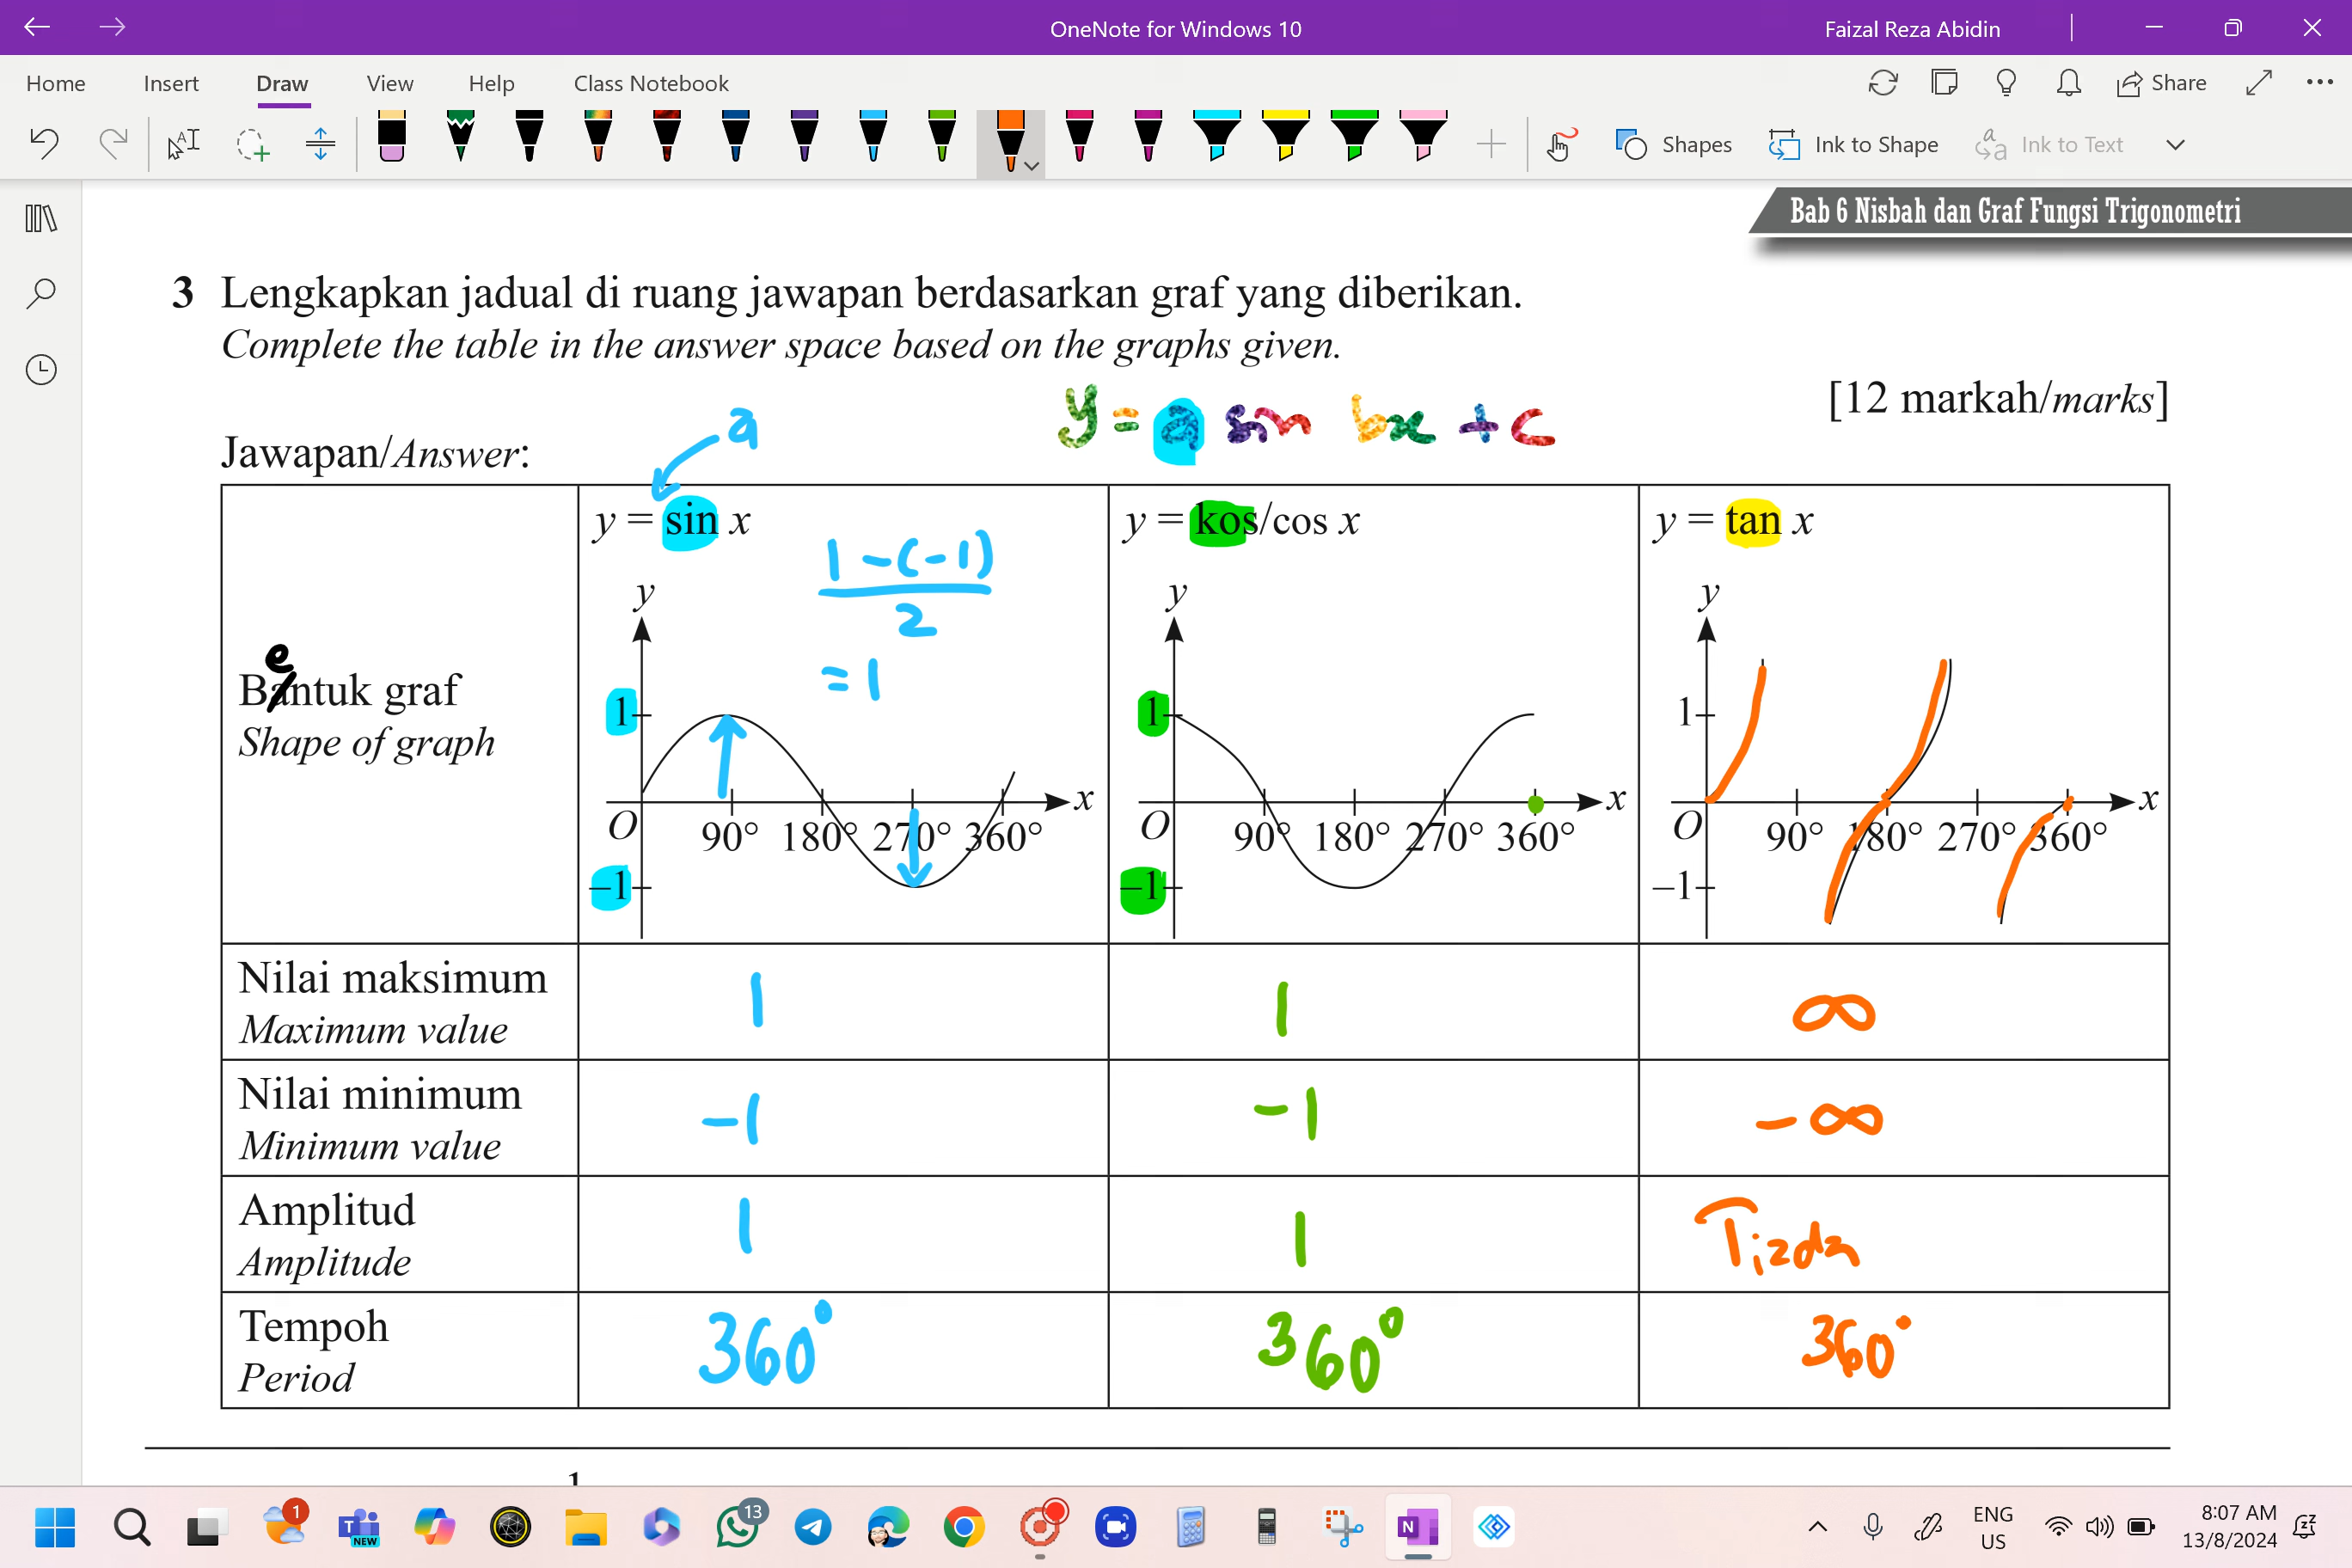 OneNote for Windows 10
Faizal Reza Abidin
Home Insert Draw View Help Class Notebook Share
Shapes Ink to Shape Ink to Text
Bab 6 Nisbah dan Graf Fungsi Trigonometri
3 Lengkapkan jadual di ruang jawapan berdasarkan graf yang diberikan.
Complete the table in the answer space based on the graphs given.
[12 markah/marks]
y = a sin bx + c
a
Jawapan/Answer:
y = sin x
y = kos/cos x
y = tan x
1 - (-1)
2
= 1
e
Bantuk graf
Shape of graph
y
1
O
90° 180° 270° 360°
x
–1
y
1
O
90° 180° 270° 360°
x
–1
y
1
O
90° 180° 270° 360°
x
–1
Nilai maksimum
Maximum value
1
1
∞
Nilai minimum
Minimum value
-1
-1
-∞
Amplitud
Amplitude
1
1
Tiada
Tempoh
Period
360°
360°
360°
1
1
NEW
13
ENG
US
8:07 AM
13/8/2024